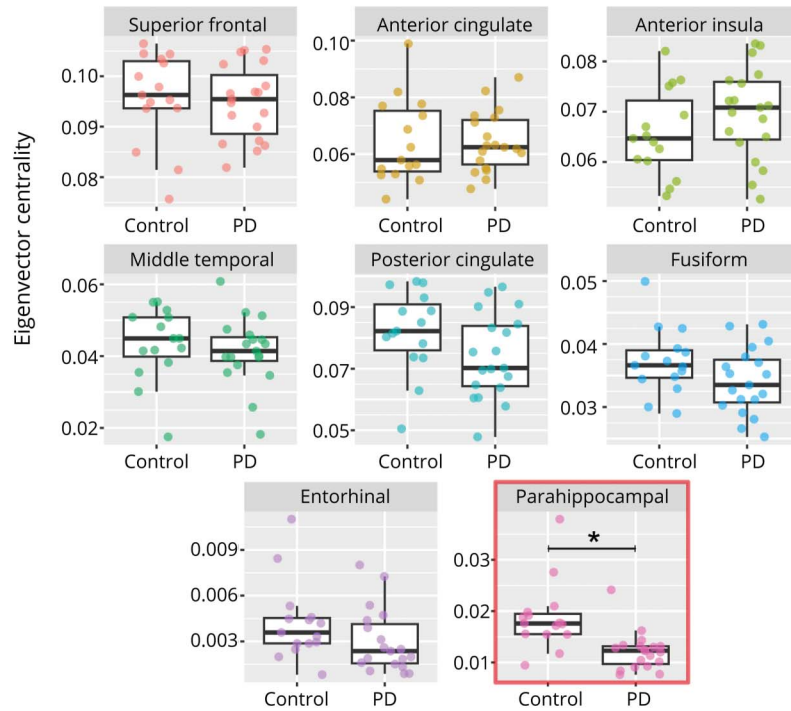 Superior frontal
Anterior cingulate
Anterior insula
Eigenvector centrality
0.10
0.09
0.08
Control PD
0.10
0.08
0.06
Control PD
0.08
0.07
0.06
Control PD
Middle temporal
Posterior cingulate
Fusiform
0.06
0.04
0.02
Control PD
0.09
0.07
0.05
Control PD
0.05
0.04
0.03
Control PD
Entorhinal
Parahippocampal
0.009
0.006
0.003
Control PD
*
0.03
0.02
0.01
Control PD